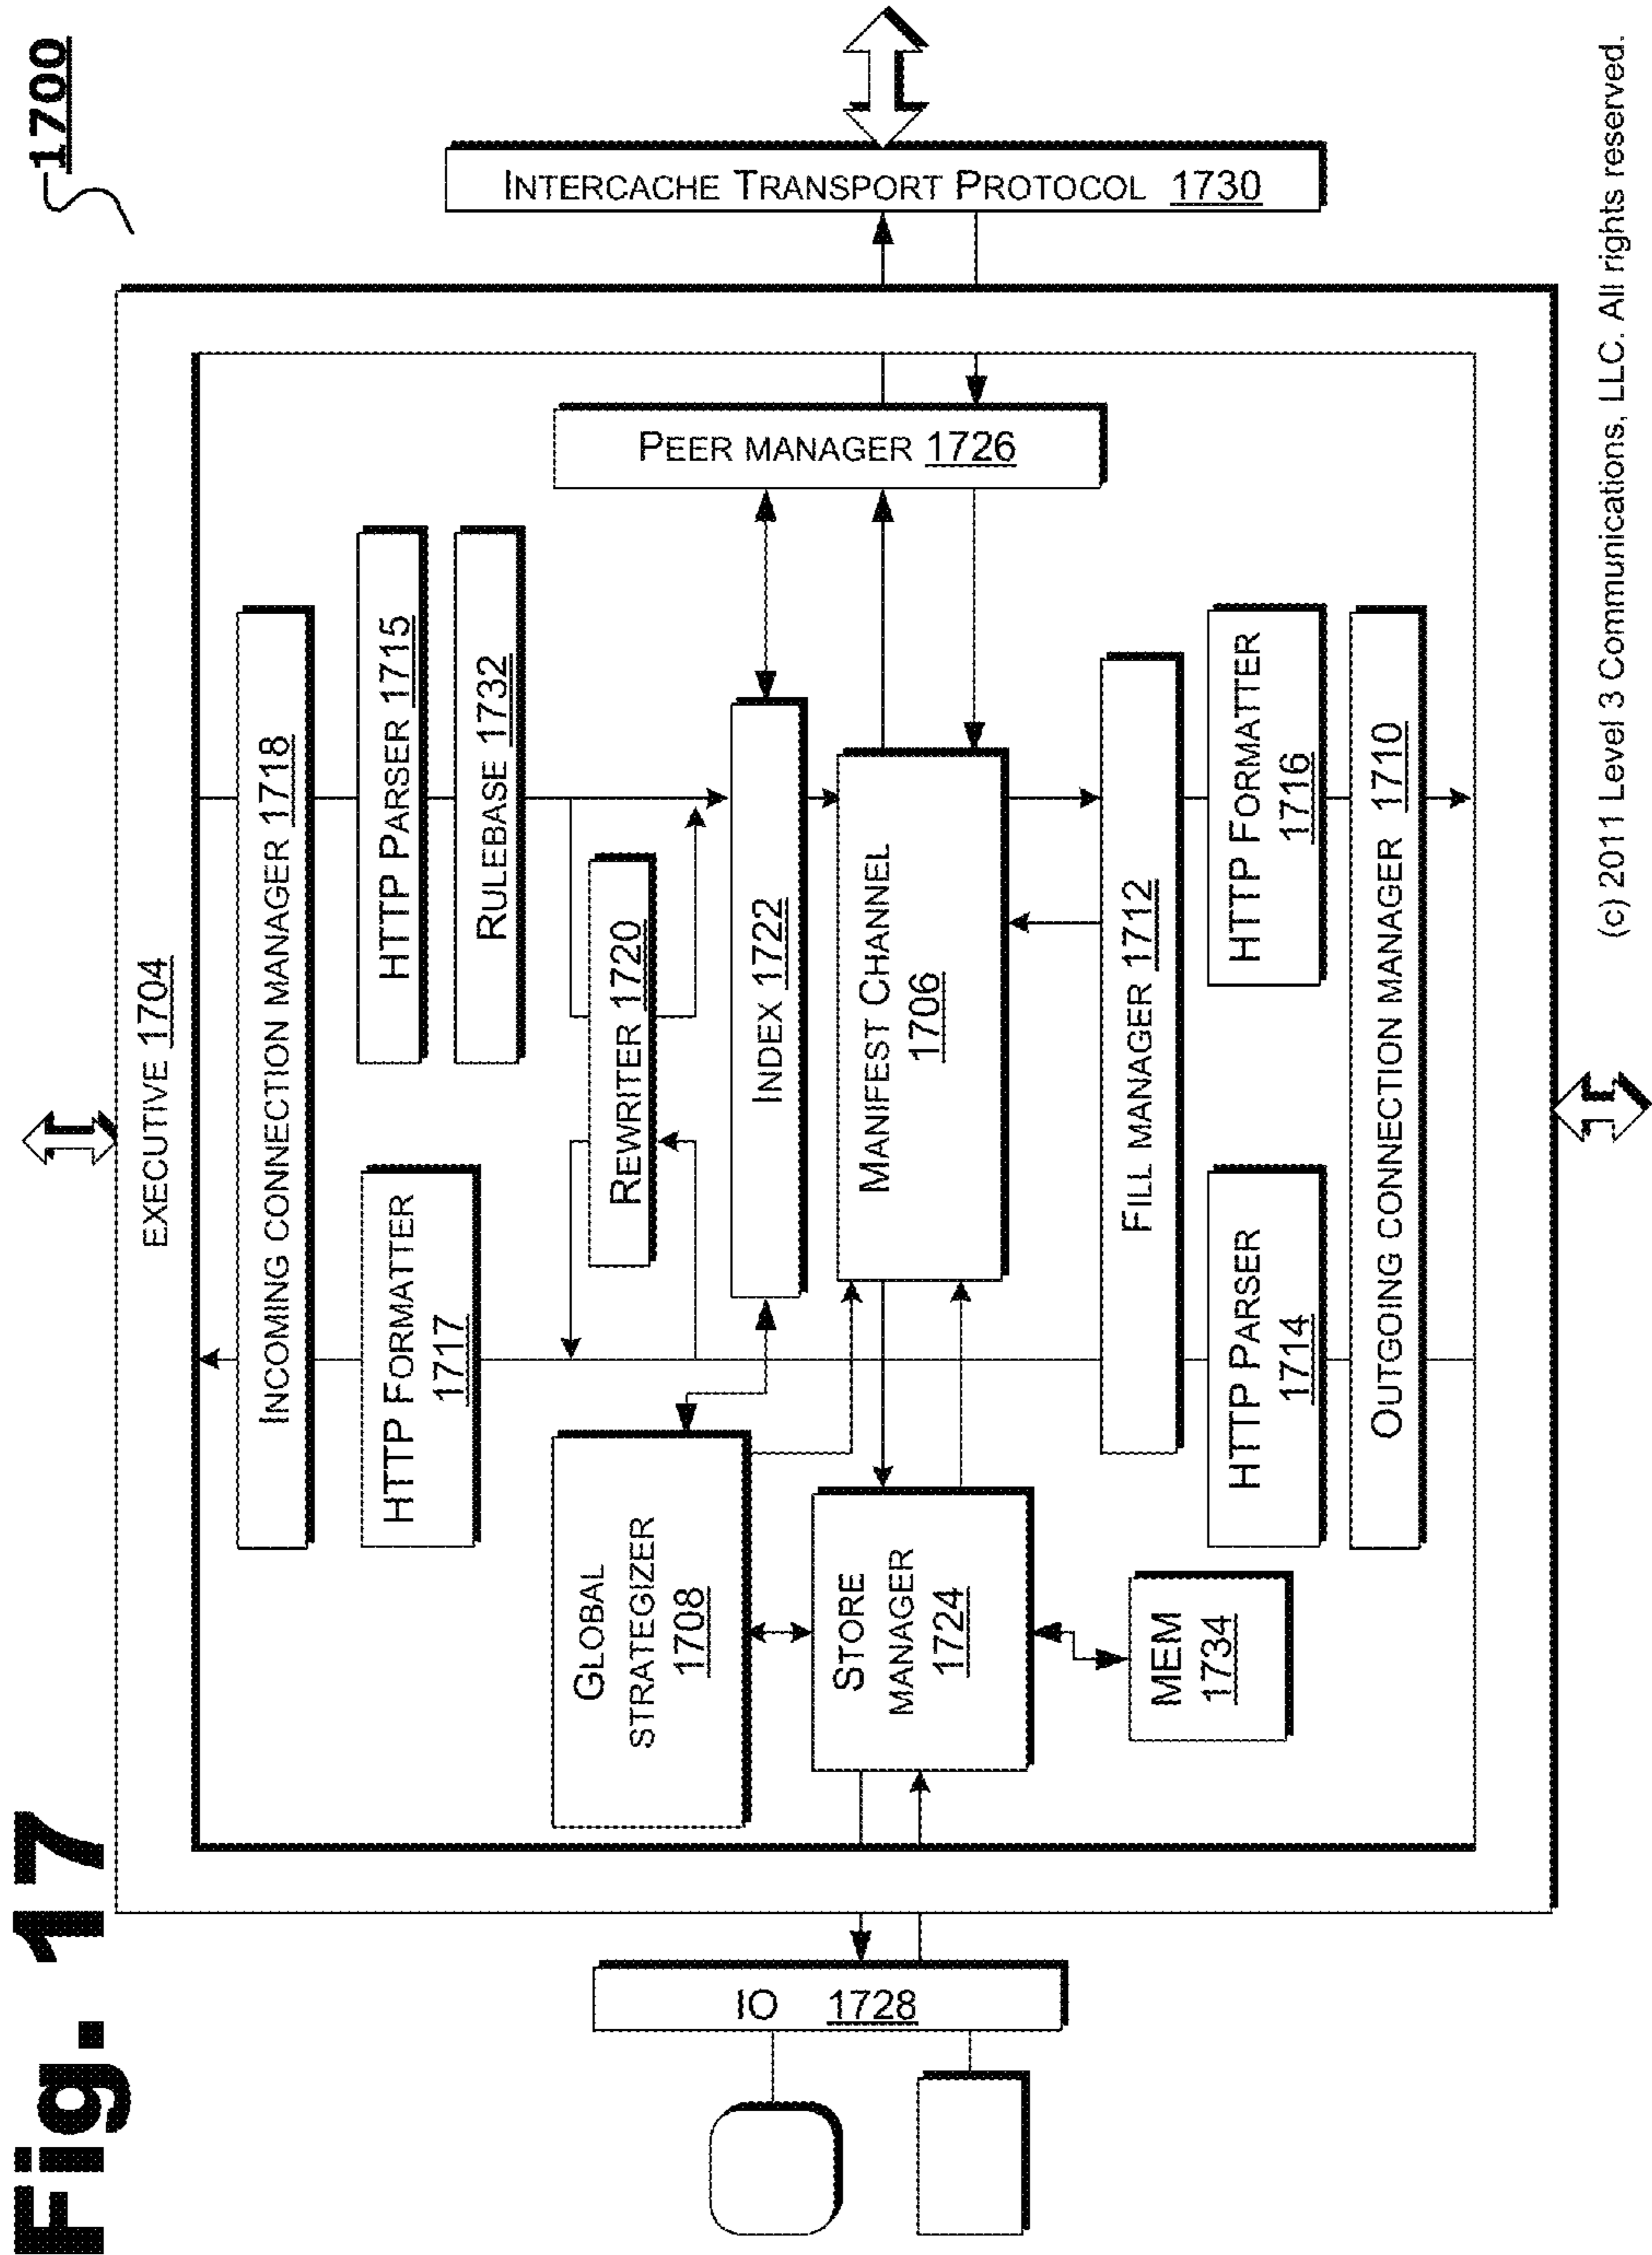 Fig. 17
1700
EXECUTIVE 1704
INCOMING CONNECTION MANAGER 1718
HTTP FORMATTER
1717
HTTP PARSER 1715
RULEBASE 1732
REWRITER 1720
GLOBAL
STRATEGIZER
1708
INDEX 1722
PEER MANAGER 1726
INTERCACHE TRANSPORT PROTOCOL 1730
IO 1728
STORE
MANAGER
1724
MANIFEST CHANNEL
1706
MEM
1734
FILL MANAGER 1712
HTTP PARSER
1714
HTTP FORMATTER
1716
OUTGOING CONNECTION MANAGER 1710
(c) 2011 Level 3 Communications, LLC. All rights reserved.